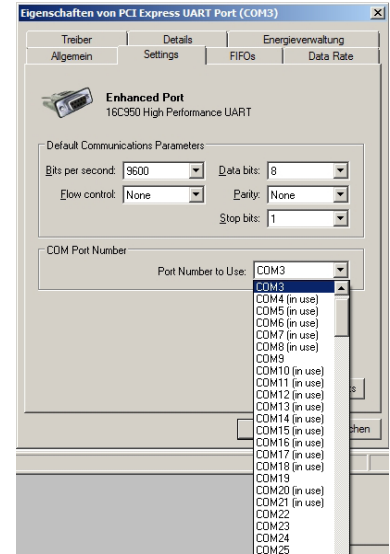 Eigenschaften von PCI Express UART Port (COM3)
Treiber Details Energieverwaltung
Allgemein Settings FIFOs Data Rate
Enhanced Port
16C950 High Performance UART
Default Communications Parameters
Bits per second: 9600 Data bits: 8
Flow control: None Parity: None
Stop bits: 1
COM Port Number
Port Number to Use: COM3
COM3
COM4 (in use)
COM5 (in use)
COM6 (in use)
COM7 (in use)
COM8 (in use)
COM9
COM10 (in use)
COM11 (in use)
COM12 (in use)
COM13 (in use)
COM14 (in use)
COM15 (in use)
COM16 (in use)
COM17 (in use)
COM18 (in use)
COM19
COM20 (in use)
COM21 (in use)
COM22
COM23
COM24
COM25